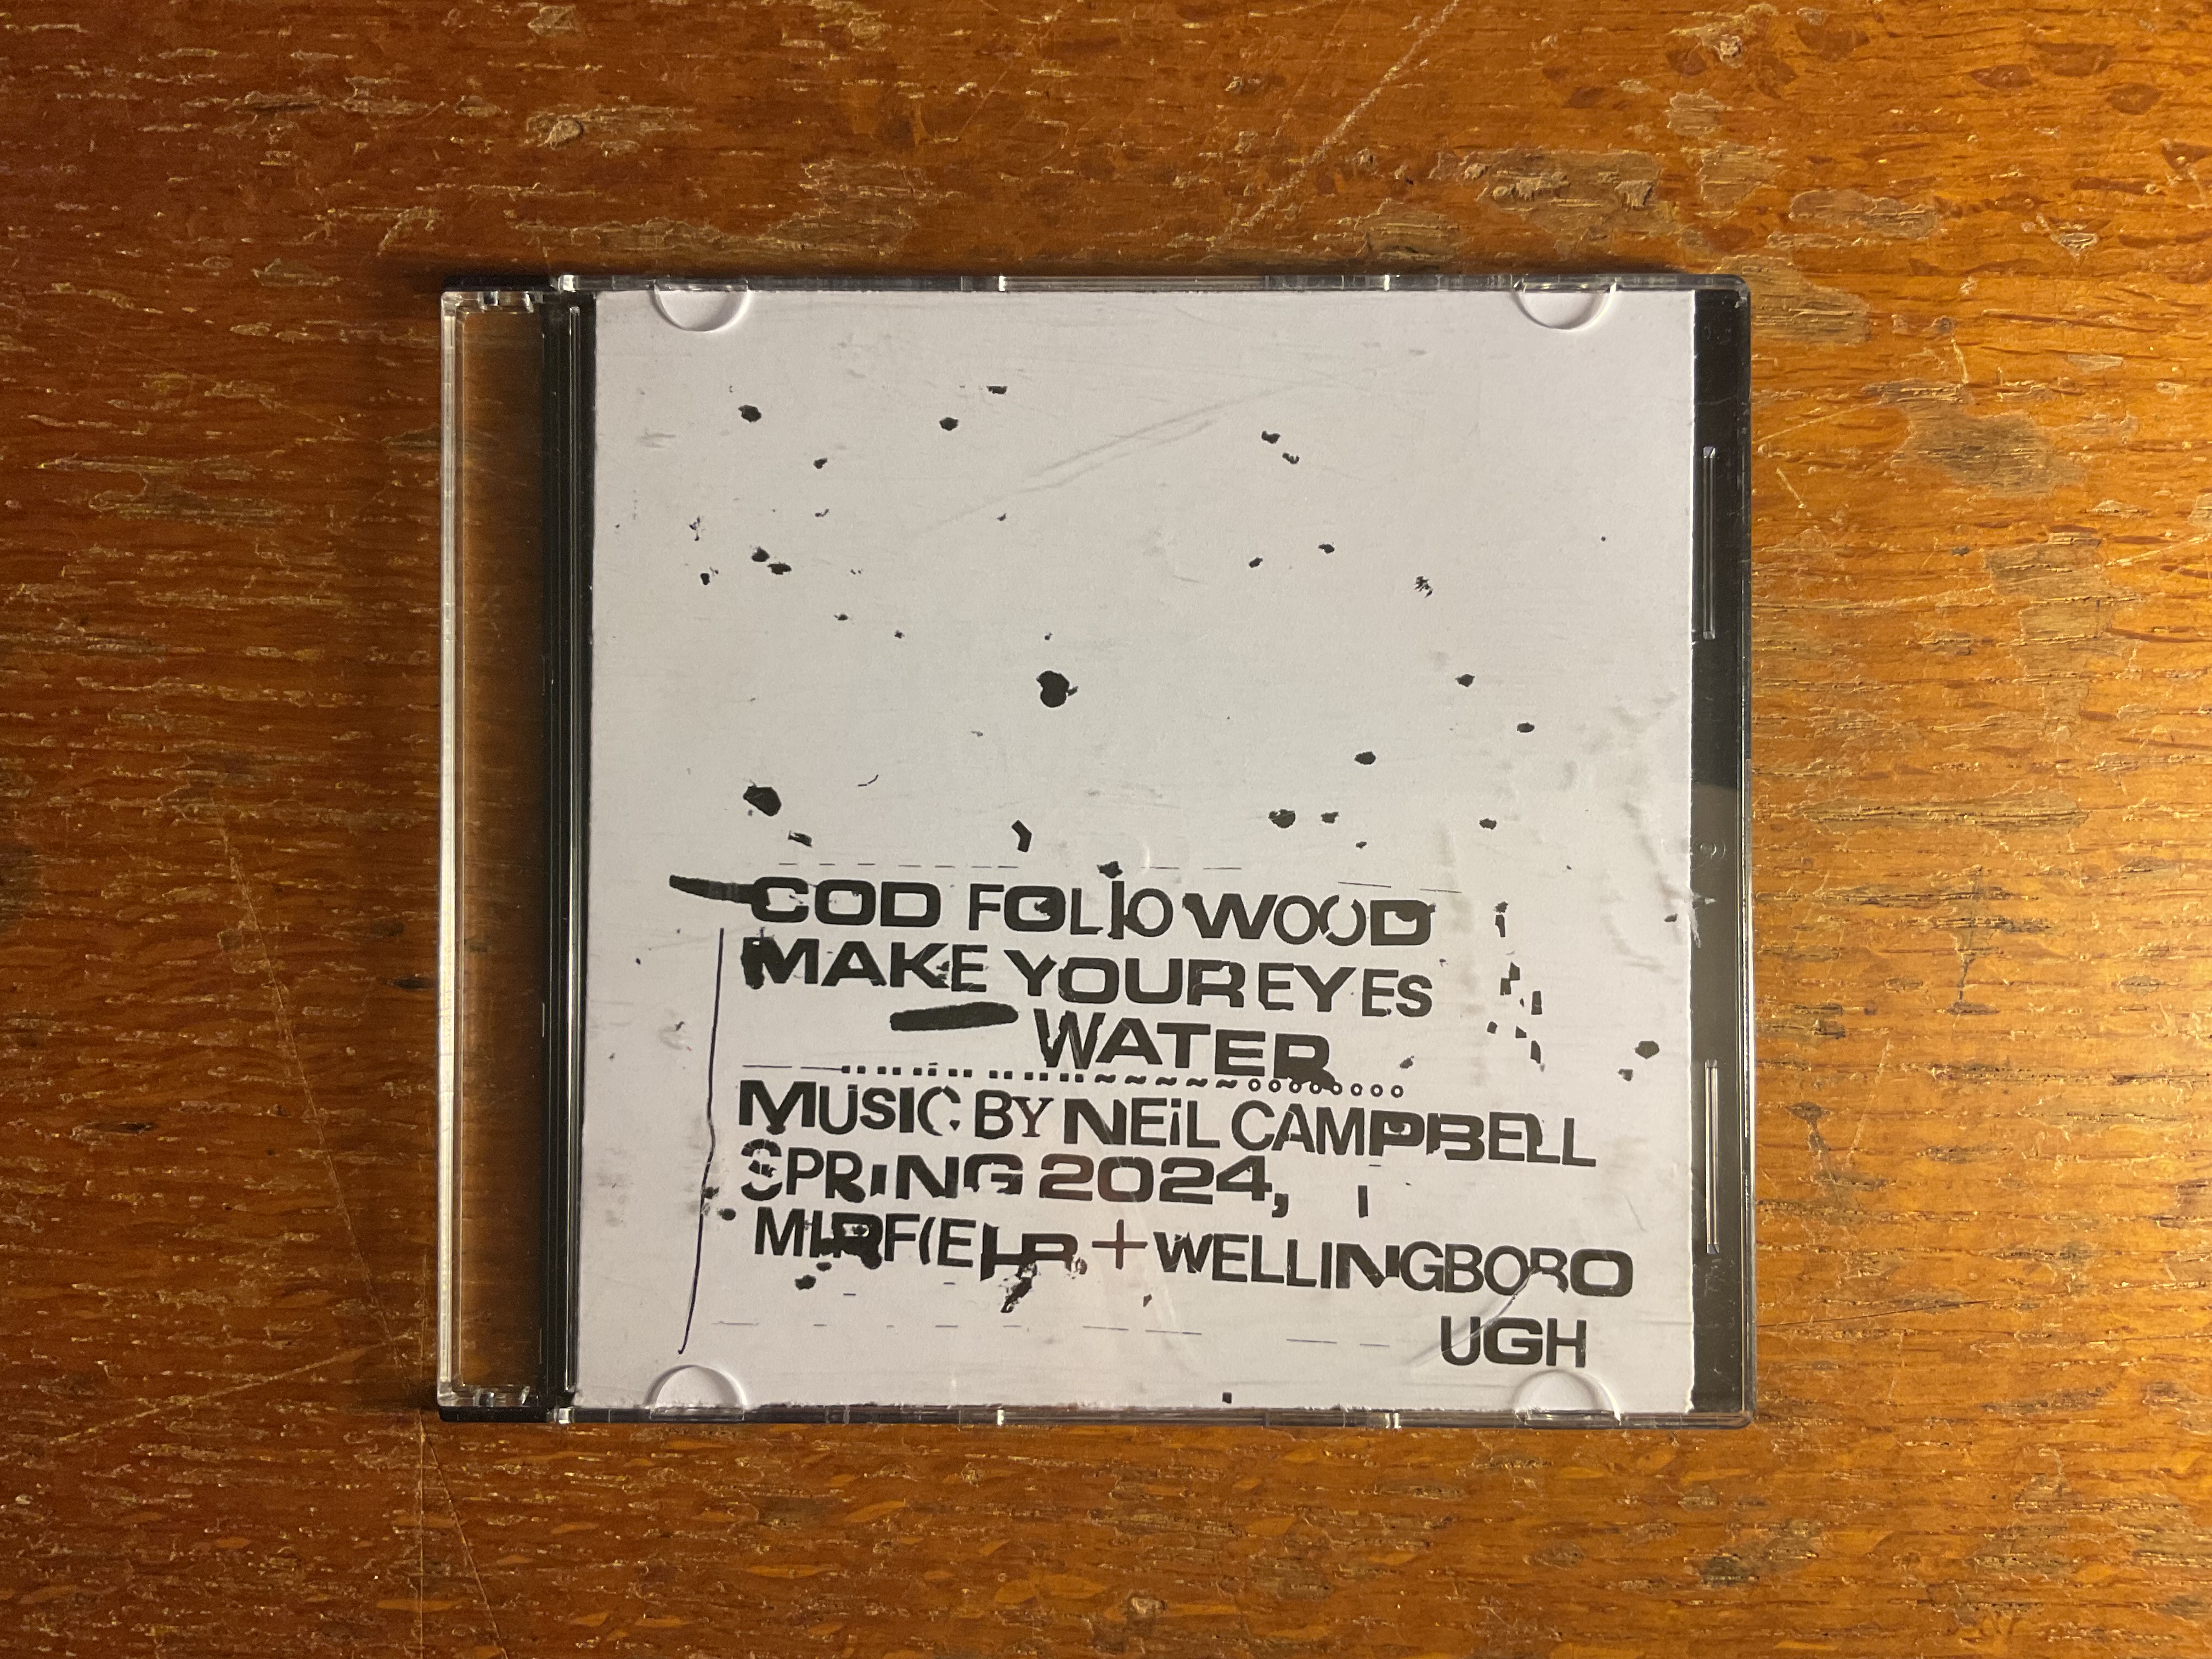 COD FOLIO WOOD
MAKE YOUR EYES
WATER
MUSIC BY NEIL CAMPBELL
SPRING 2024,
+ WELLINGBORO
UGH